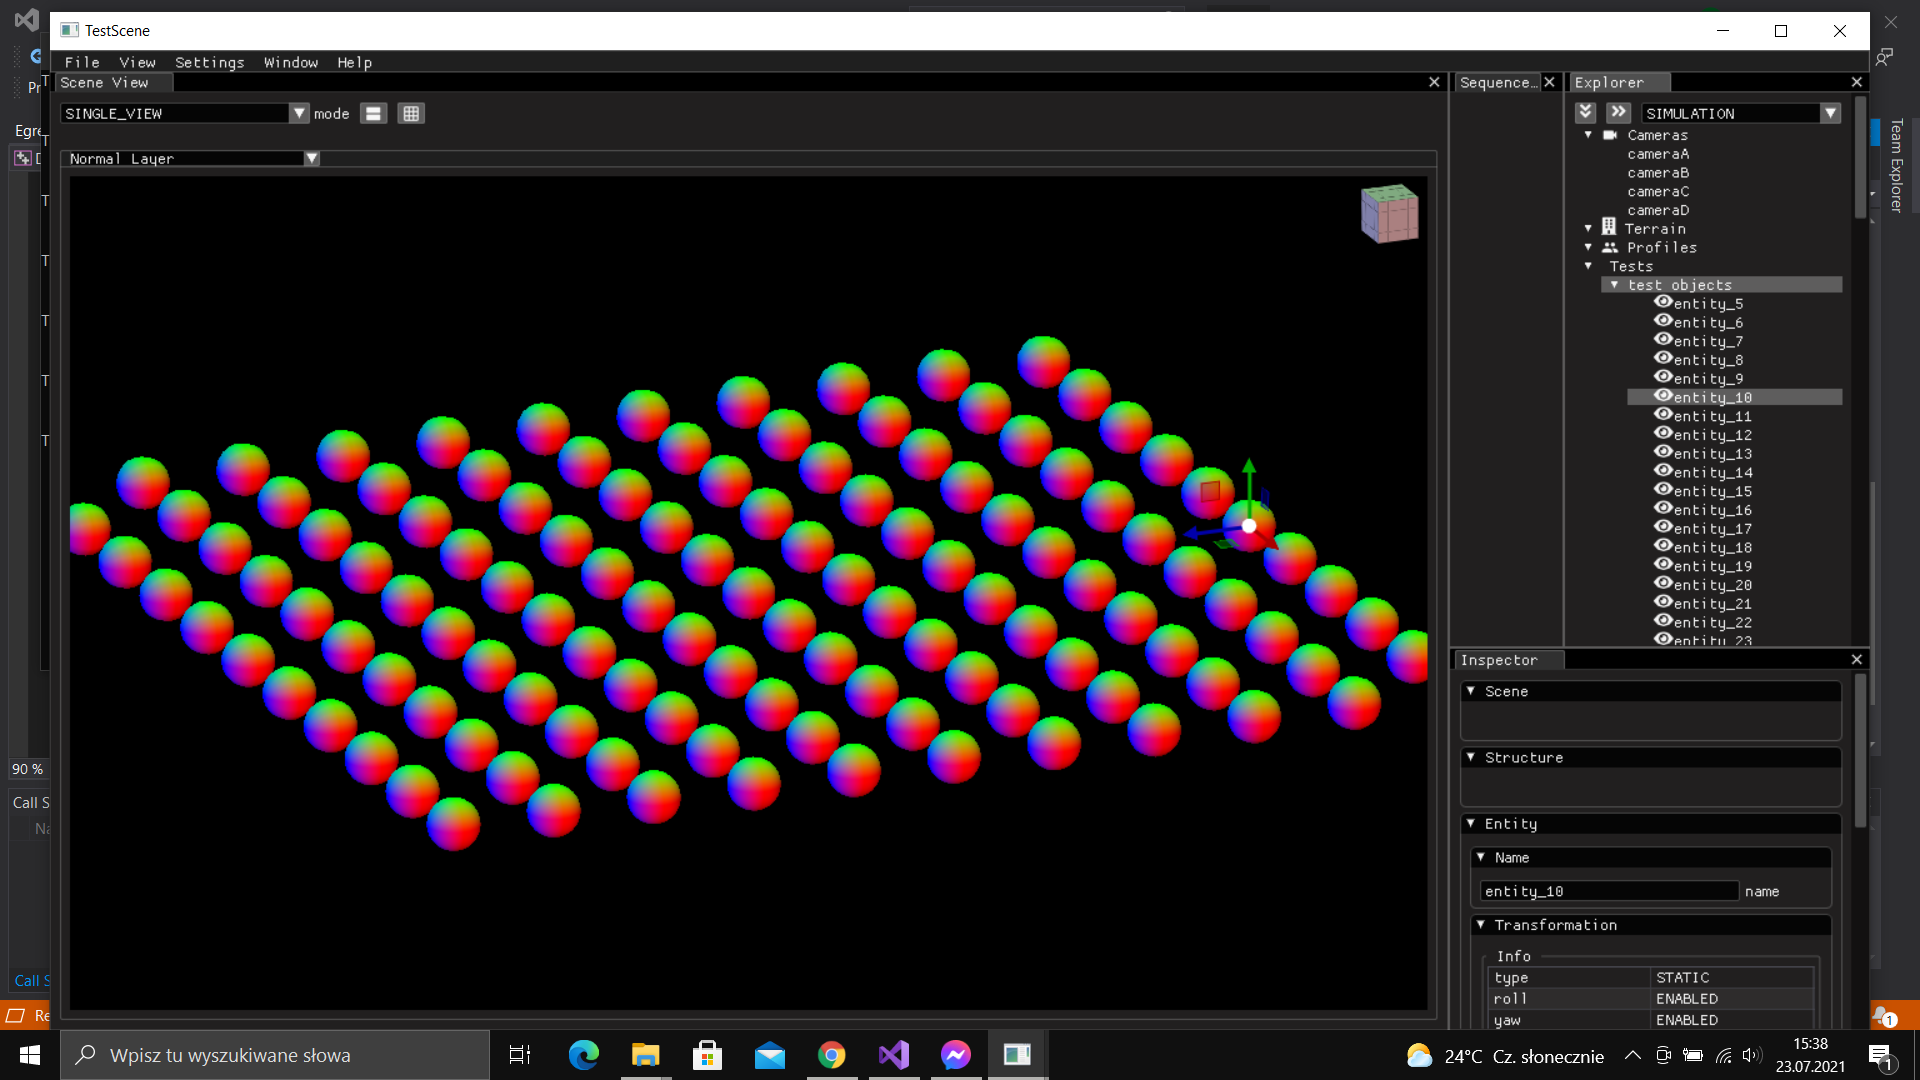 TestScene
File View Settings Window Help
Scene View
Sequence…
Explorer
SINGLE_VIEW mode
SIMULATION
Normal Layer
Cameras
cameraA
cameraB
cameraC
cameraD
Terrain
Profiles
Tests
test objects
entity_5
entity_6
entity_7
entity_8
entity_9
entity_10
entity_11
entity_12
entity_13
entity_14
entity_15
entity_16
entity_17
entity_18
entity_19
entity_20
entity_21
entity_22
entity_23
Inspector
Scene
Structure
Entity
Name
entity_10 name
Transformation
Info
type STATIC
roll ENABLED
yaw ENABLED
Team Explorer
Pr
Egre
D
T
T
T
T
T
T
T
90 %
Call S
Na
Call S
Re
1
Wpisz tu wyszukiwane słowa
24°C Cz. słonecznie
15:38
23.07.2021
1